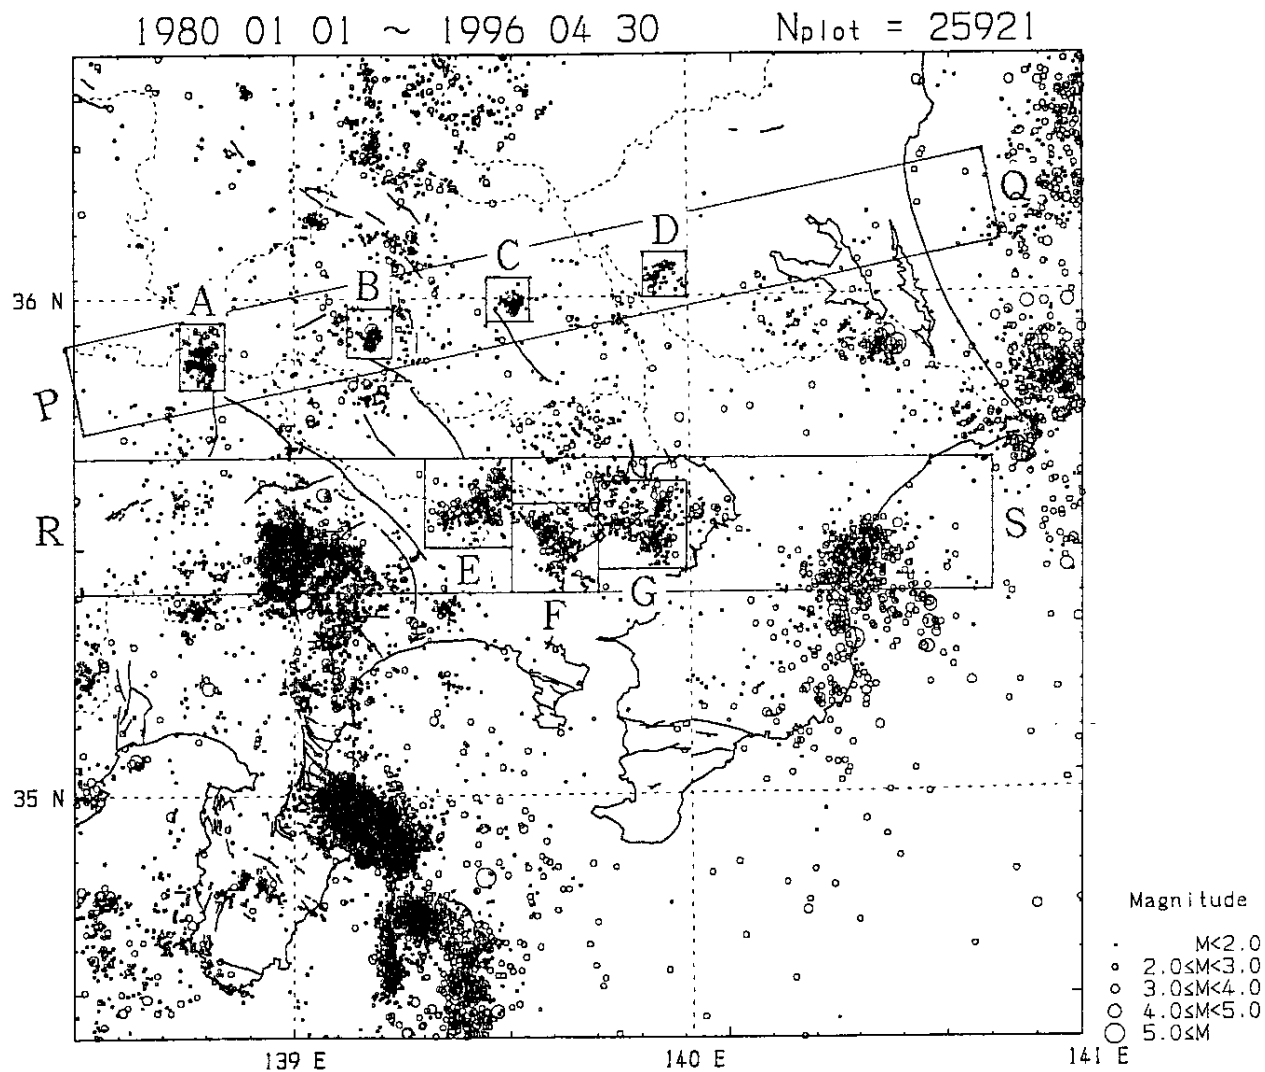 1980 01 01 ~ 1996 04 30 Nplot = 25921
Q
D
C
B
A
36 N
P
R
S
E
G
F
35 N
Magnitude
M<2.0
2.0≤M<3.0
3.0≤M<4.0
4.0≤M<5.0
5.0≤M
139 E 140 E 141 E